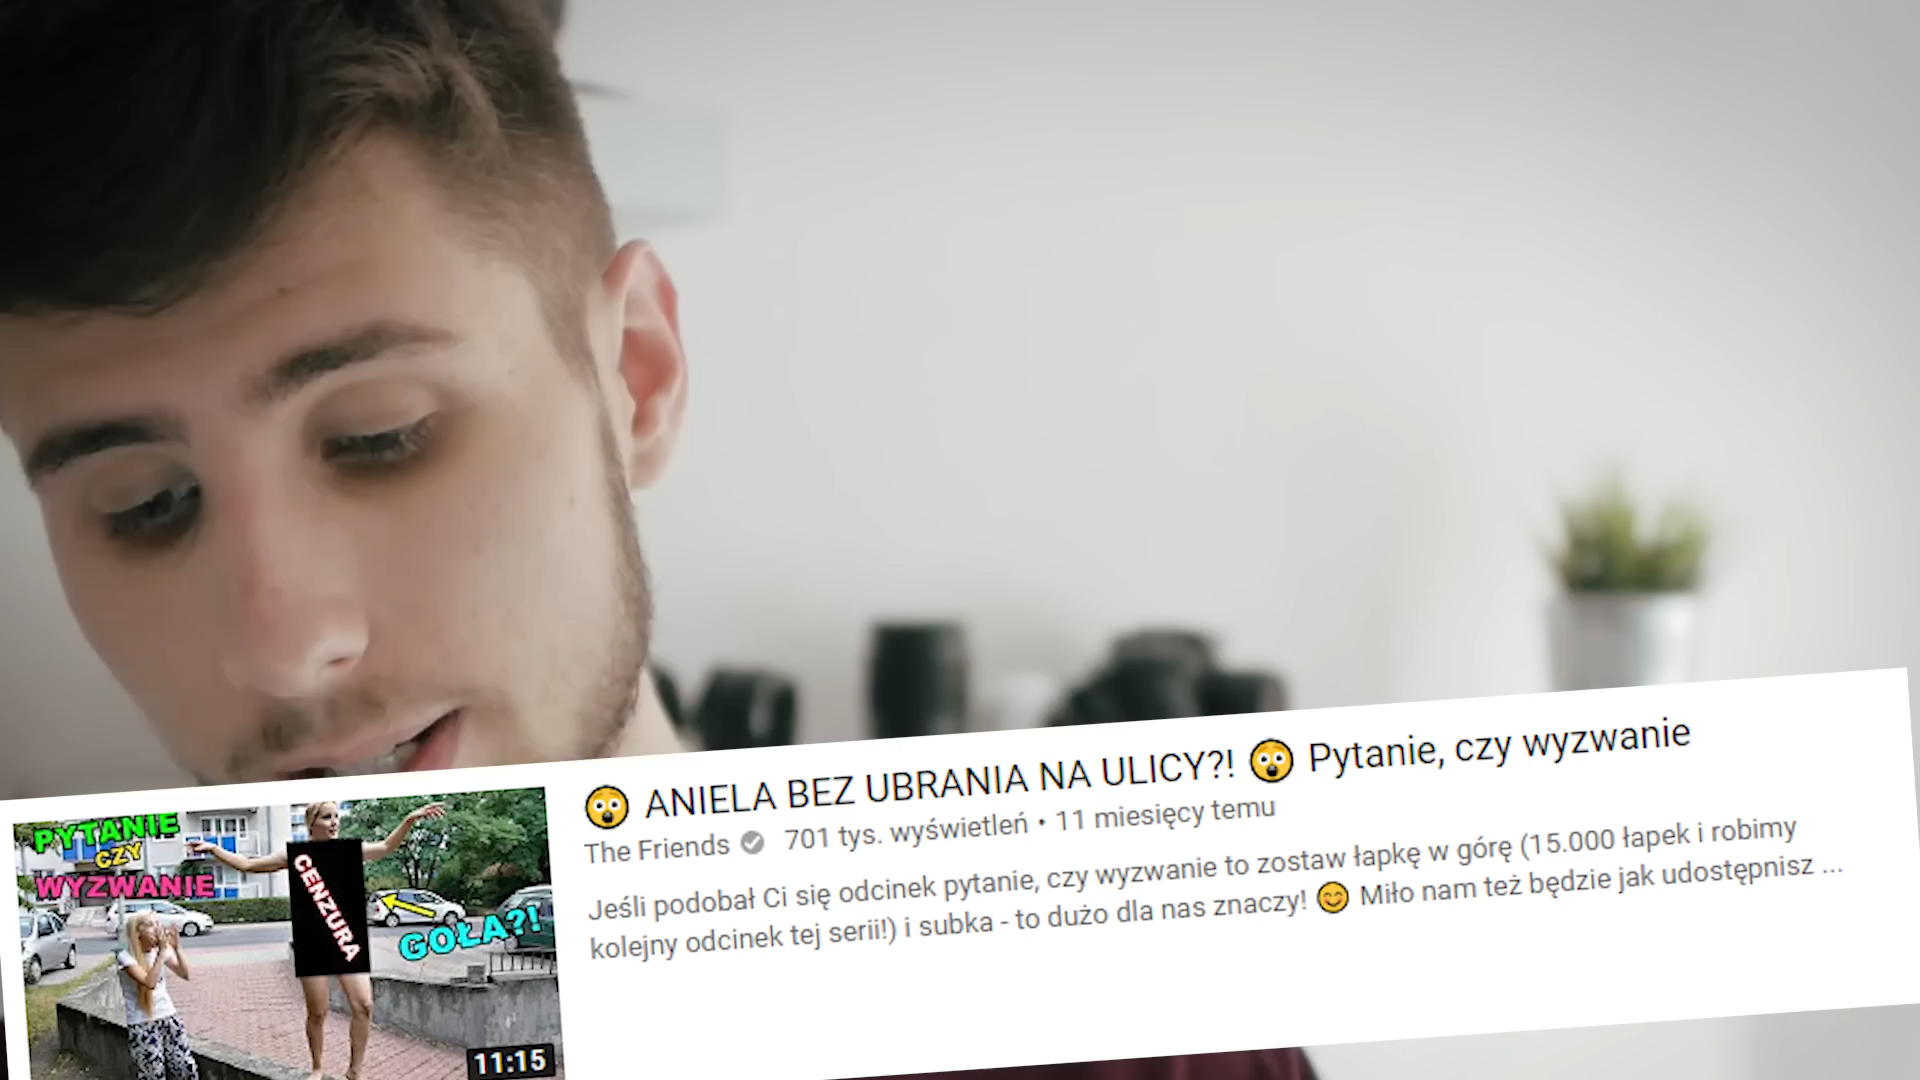 😲 ANIELA BEZ UBRANIA NA ULICY?! 😲 Pytanie, czy wyzwanie
The Friends 701 tys. wyświetleń • 11 miesięcy temu
Jeśli podobał Ci się odcinek pytanie, czy wyzwanie to zostaw łapkę w górę (15.000 łapek i robimy
kolejny odcinek tej serii!) i subka - to dużo dla nas znaczy! 😊 Miło nam też będzie jak udostępnisz ...
PYTANIE
CZY
WYZWANIE
CENZURA
GOŁA?!
11:15